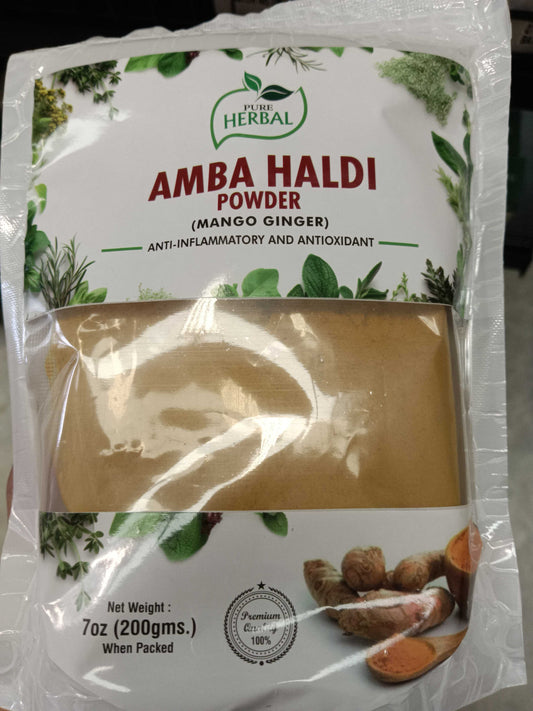 PURE
HERBAL
AMBA HALDI
POWDER
(MANGO GINGER)
ANTI-INFLAMMATORY AND ANTIOXIDANT
Net Weight :
7oz (200gms.)
When Packed
Premium
Quality
100%